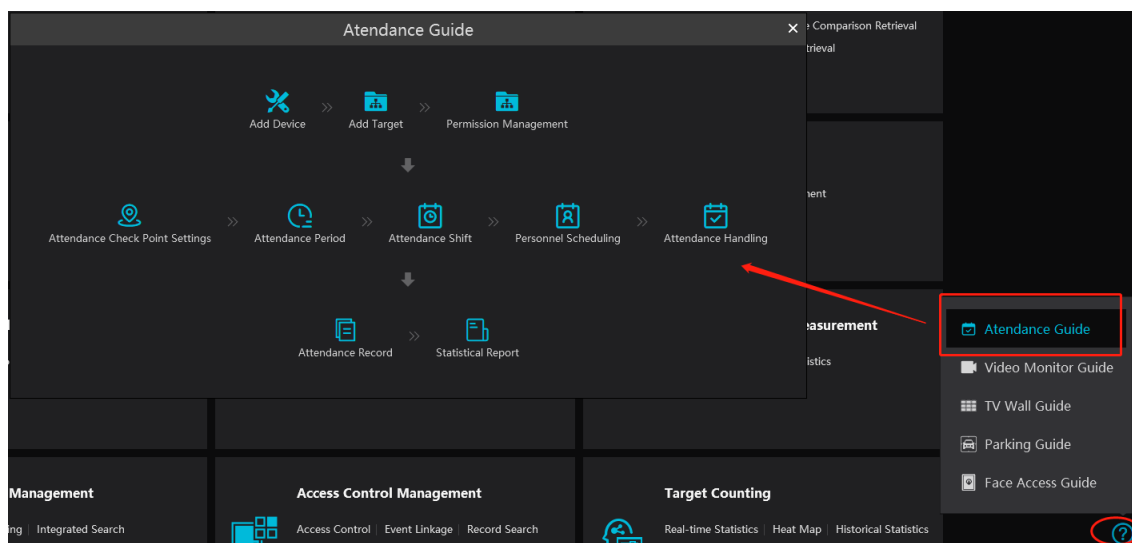 Atendance Guide
e Comparison Retrieval
trieval
Add Device
Add Target
Permission Management
ment
Attendance Check Point Settings
Attendance Period
Attendance Shift
Personnel Scheduling
Attendance Handling
Attendance Record
Statistical Report
easurement
istics
Atendance Guide
Video Monitor Guide
TV Wall Guide
Parking Guide
Face Access Guide
Management
ing | Integrated Search
Access Control Management
Access Control | Event Linkage | Record Search
Target Counting
Real-time Statistics | Heat Map | Historical Statistics